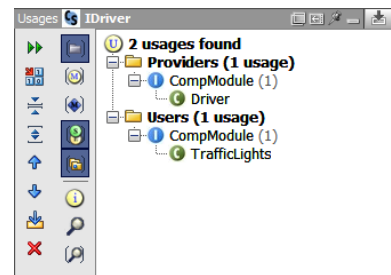 Usages IDriver
2 usages found
Providers (1 usage)
CompModule (1)
Driver
Users (1 usage)
CompModule (1)
TrafficLights